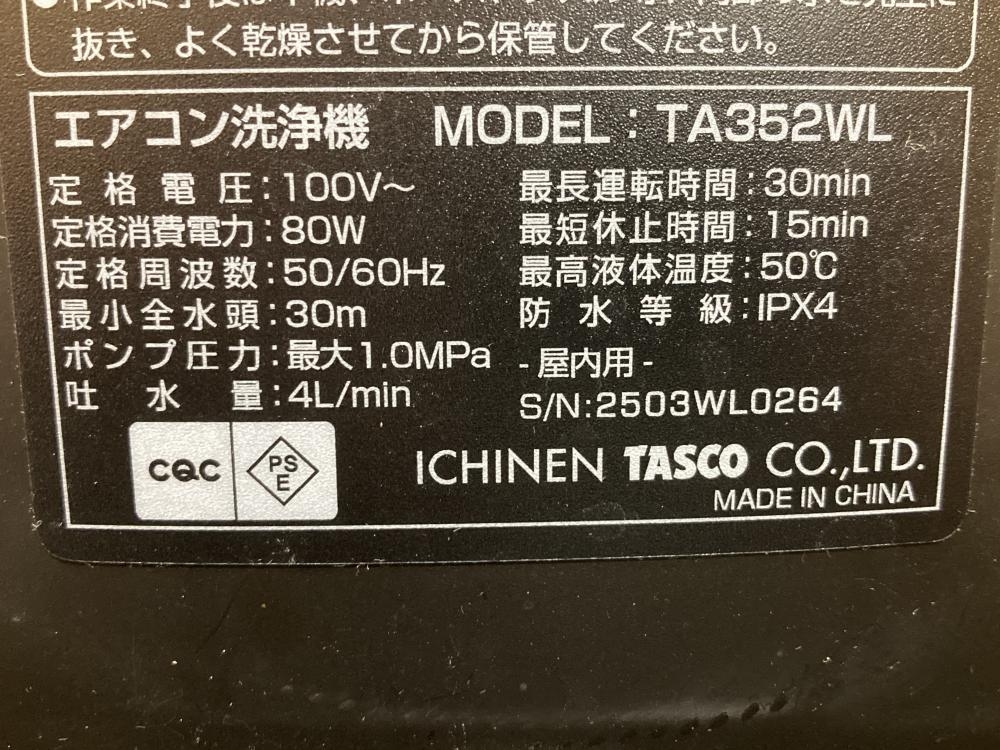 抜き、よく乾燥させてから保管してください。
エアコン洗浄機 MODEL：TA352WL
定格電圧：100V～
定格消費電力：80W
定格周波数：50/60Hz
最小全水頭：30m
ポンプ圧力：最大1.0MPa
吐水量：4L/min
最長運転時間：30min
最短休止時間：15min
最高液体温度：50℃
防水等級：IPX4
- 屋内用 -
S/N:2503WL0264
CQC
PS
E
ICHINEN TASCO CO.,LTD.
MADE IN CHINA